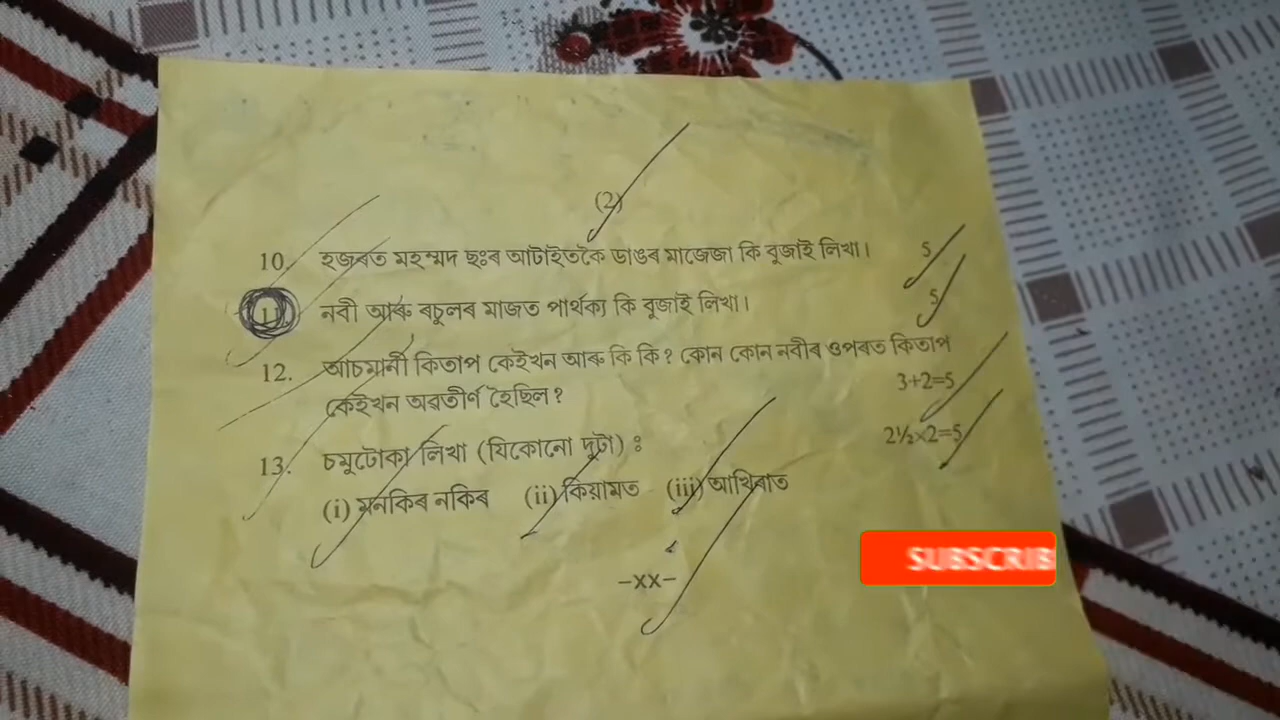 (2)
10. হজৰত মহম্মদ ছঃৰ আটাইতকৈ ডাঙৰ মাজেজা কি বুজাই লিখা। 5
11. নবী আৰু ৰচুলৰ মাজত পাৰ্থক্য কি বুজাই লিখা। 5
12. আচমানী কিতাপ কেইখন আৰু কি কি? কোন কোন নবীৰ ওপৰত কিতাপ
কেইখন অৱতীৰ্ণ হৈছিল? 3+2=5
13. চমুটোকা লিখা (যিকোনো দুটা) ঃ 2½×2=5
(i) মনকিৰ নকিৰ (ii) কিয়ামত (iii) আখিৰাত
–xx–
SUBSCRIB